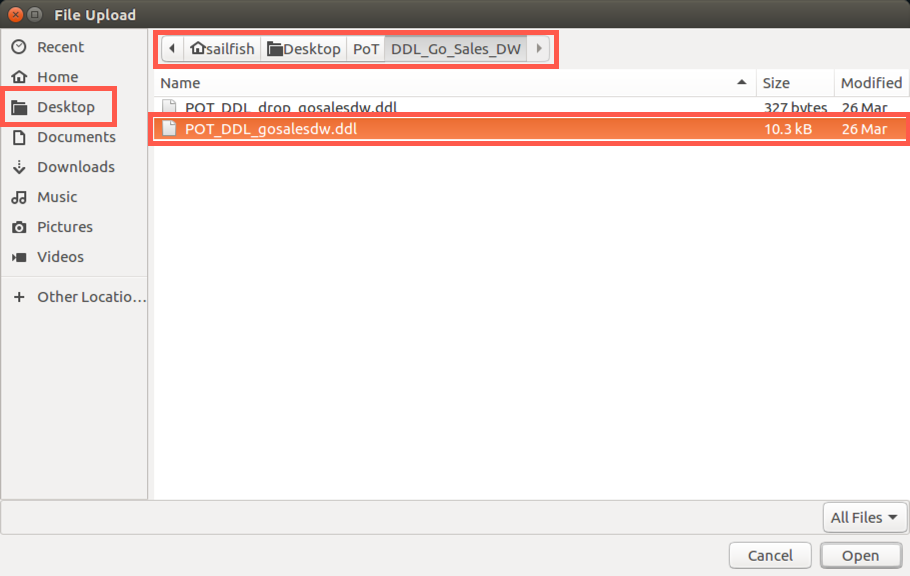 File Upload
sailfish Desktop PoT DDL_Go_Sales_DW
Recent
Home
Desktop
Documents
Downloads
Music
Pictures
Videos
Other Locatio...
Name Size Modified
POT_DDL_drop_gosalesdw.ddl 327 bytes 26 Mar
POT_DDL_gosalesdw.ddl 10.3 kB 26 Mar
All Files
Cancel Open